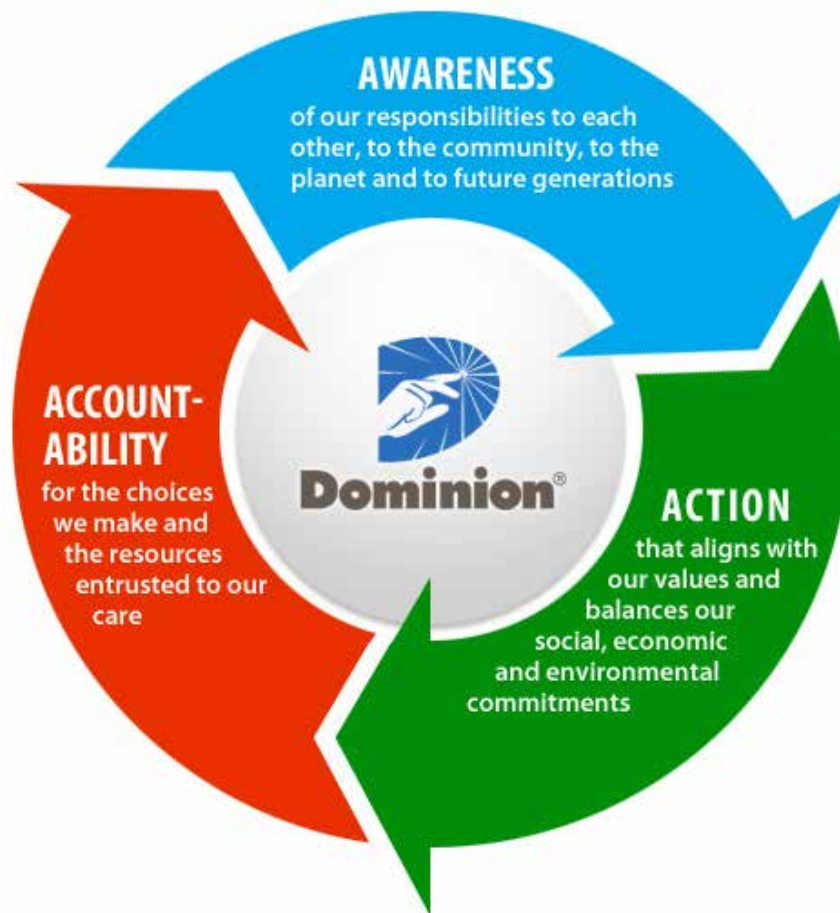 AWARENESS
of our responsibilities to each
other, to the community, to the
planet and to future generations
ACCOUNT-
ABILITY
for the choices
we make and
the resources
entrusted to our
care
Dominion®
ACTION
that aligns with
our values and
balances our
social, economic
and environmental
commitments